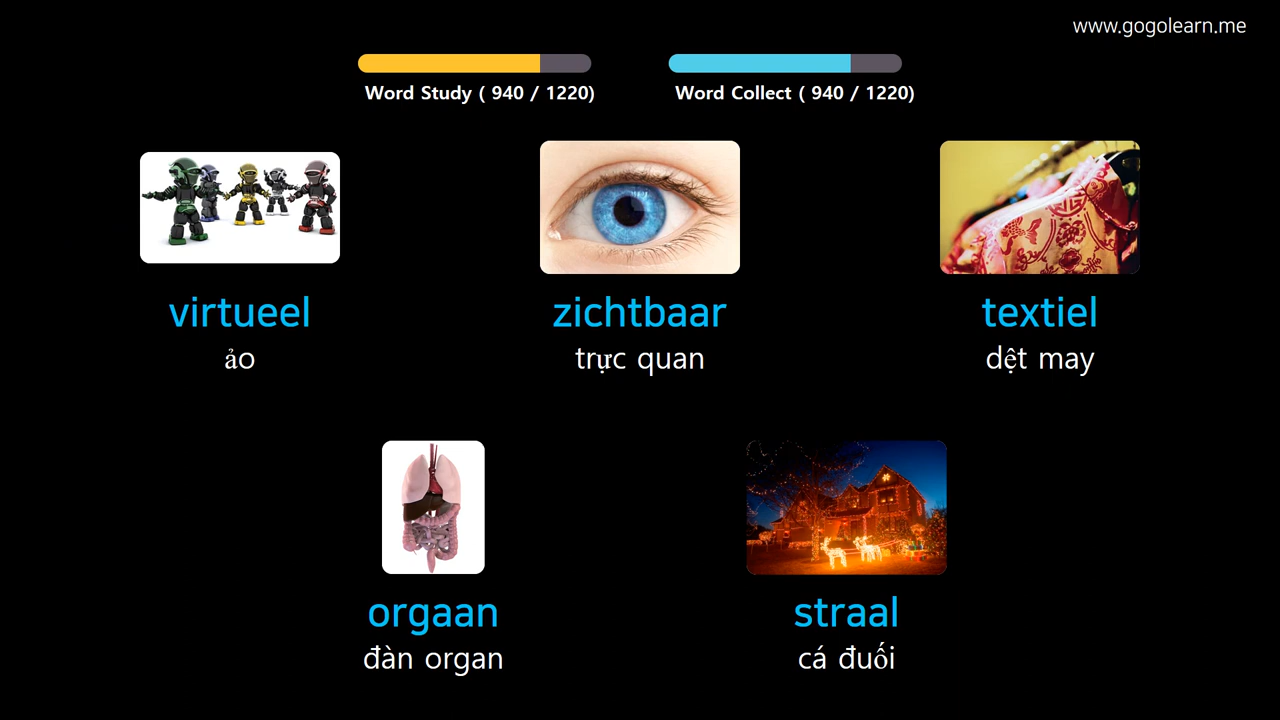 www.gogolearn.me
Word Study ( 940 / 1220)
Word Collect ( 940 / 1220)
virtueel
ảo
zichtbaar
trực quan
textiel
dệt may
orgaan
đàn organ
straal
cá đuối